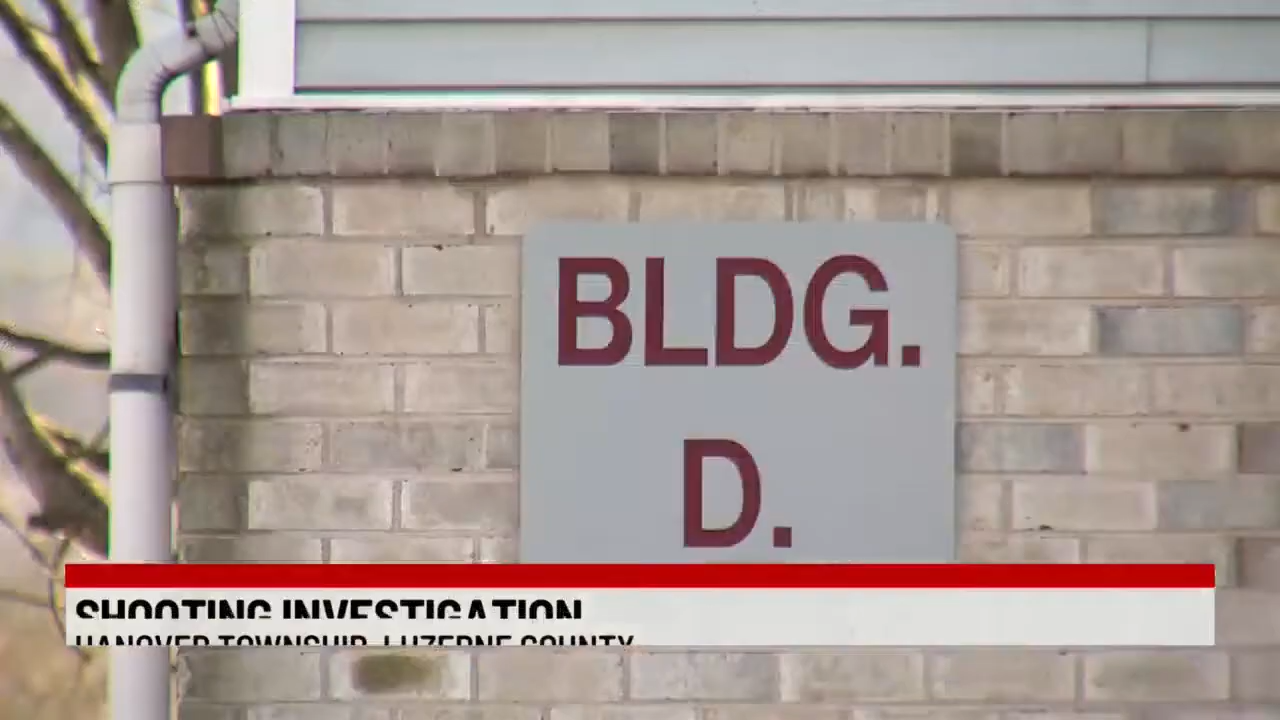 BLDG.
D.
SHOOTING INVESTIGATION
HANOVER TOWNSHIP, LUZERNE COUNTY